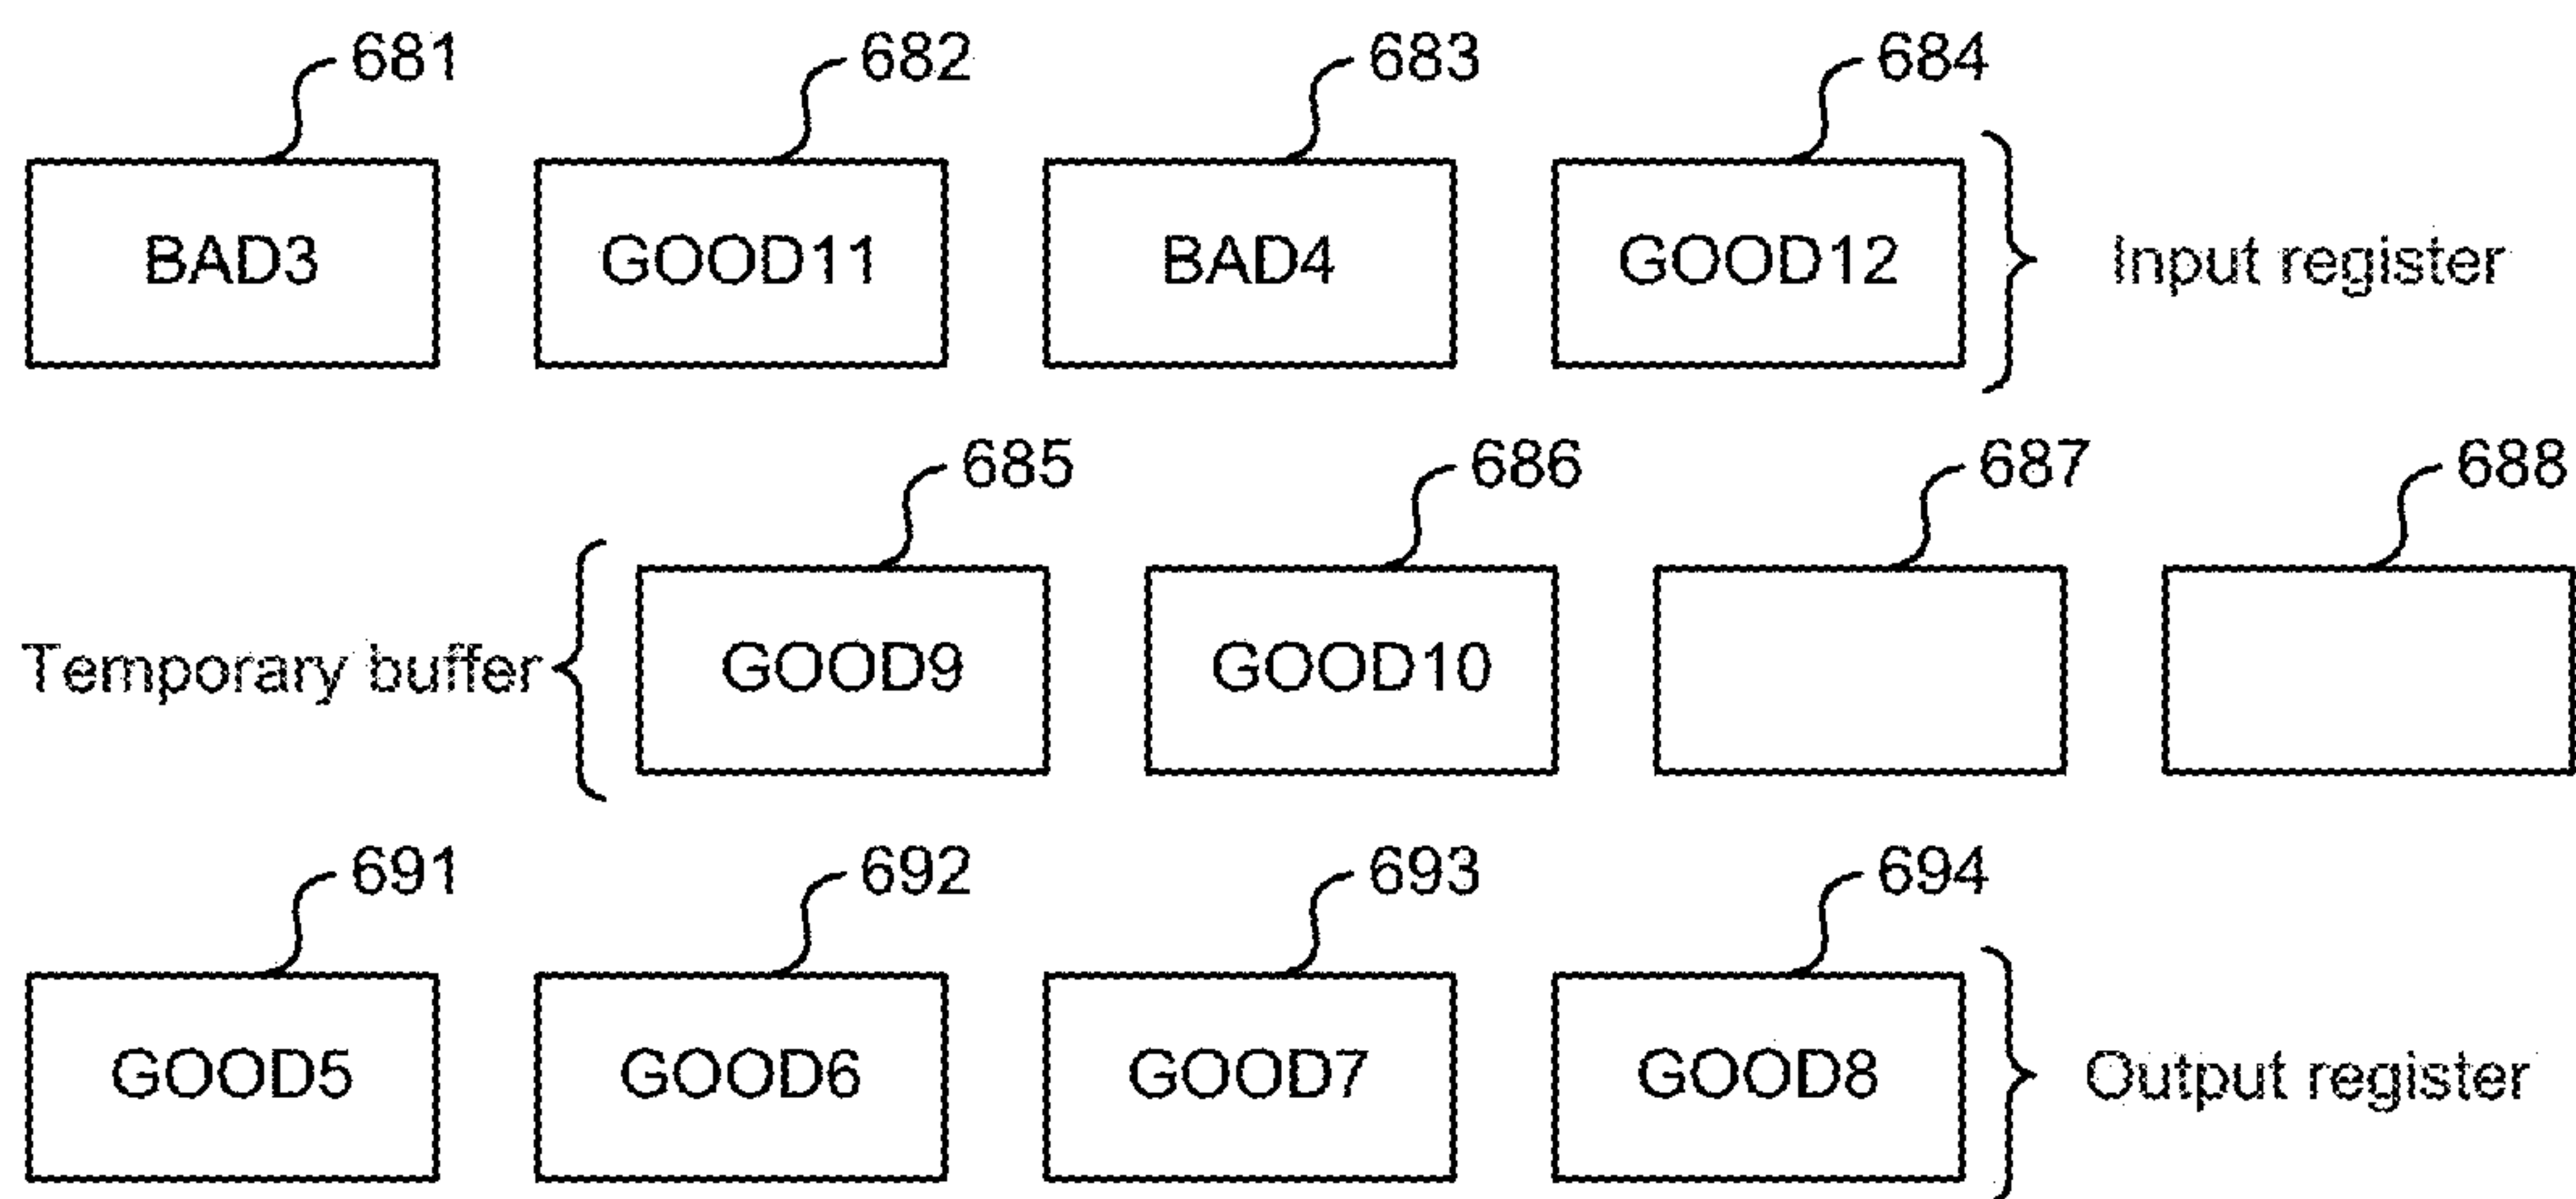 681 682 683 684
BAD3 GOOD11 BAD4 GOOD12 Input register
685 686 687 688
Temporary buffer GOOD9 GOOD10
691 692 693 694
GOOD5 GOOD6 GOOD7 GOOD8 Output register